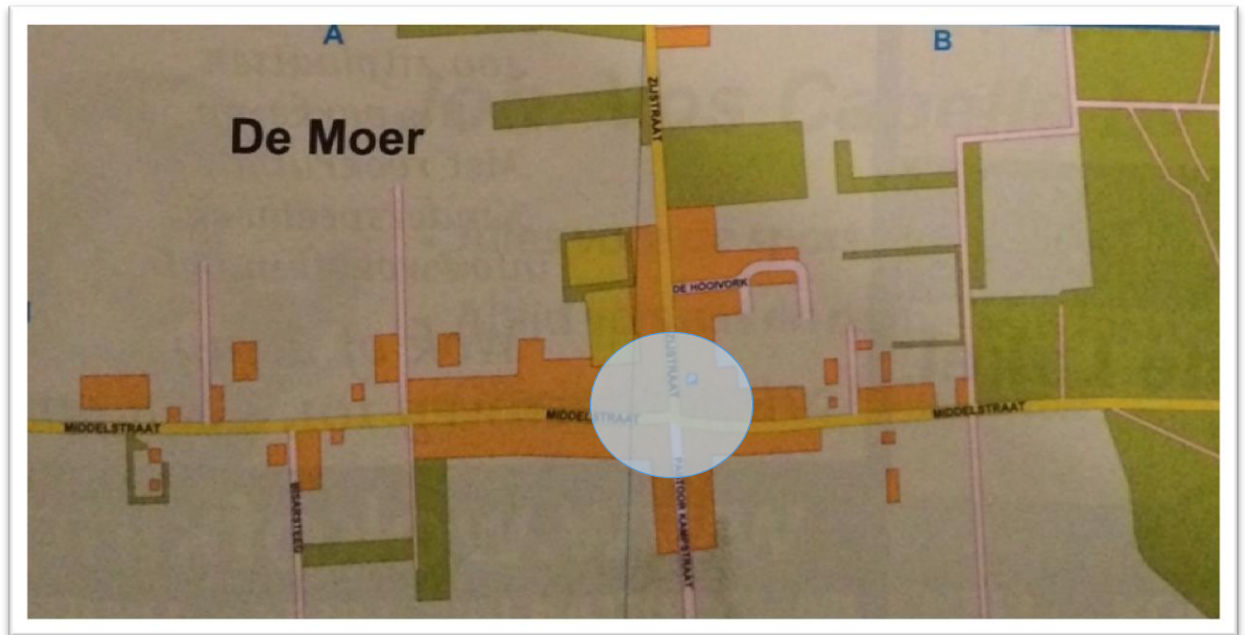 A
B
ZIJSTRAAT
De Moer
DE HOOIVORK
ZIJSTRAAT
MIDDELSTRAAT
MIDDELSTRAAT
MIDDELSTRAAT
PASTOOR KAMPSTRAAT